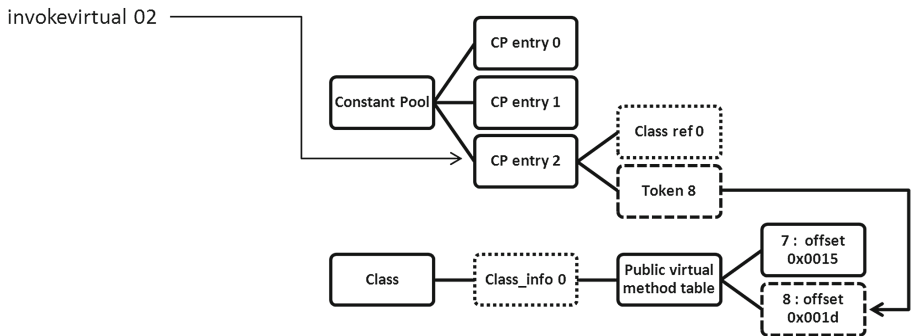 invokevirtual 02
CP entry 0
Constant Pool
CP entry 1
CP entry 2
Class ref 0
Token 8
Class
Class_info 0
Public virtual
method table
7 : offset
0x0015
8 : offset
0x001d